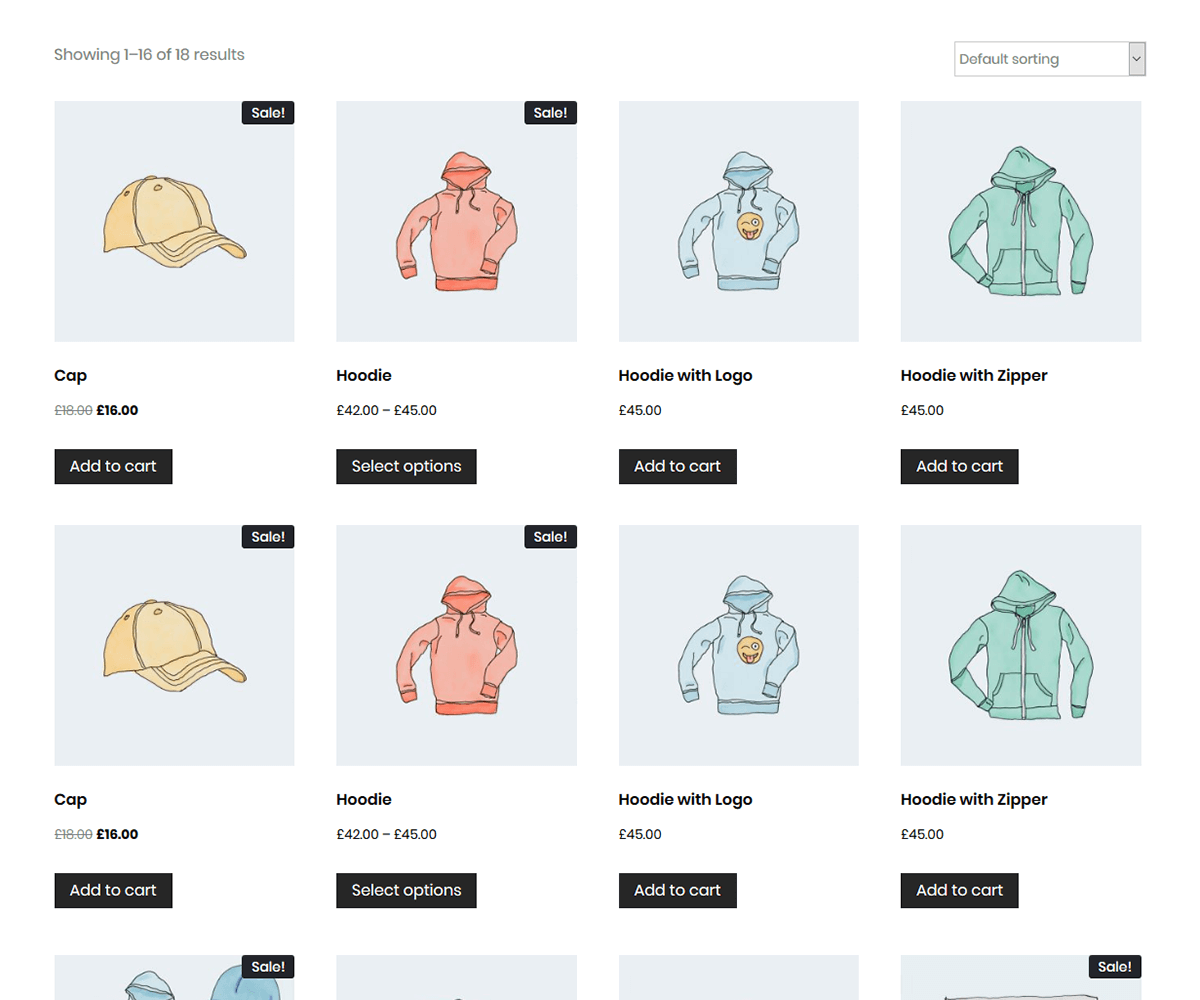 Showing 1–16 of 18 results
Default sorting
Sale!
Sale!
Cap
Hoodie
Hoodie with Logo
Hoodie with Zipper
£18.00 £16.00
£42.00 – £45.00
£45.00
£45.00
Add to cart
Select options
Add to cart
Add to cart
Sale!
Sale!
Cap
Hoodie
Hoodie with Logo
Hoodie with Zipper
£18.00 £16.00
£42.00 – £45.00
£45.00
£45.00
Add to cart
Select options
Add to cart
Add to cart
Sale!
Sale!